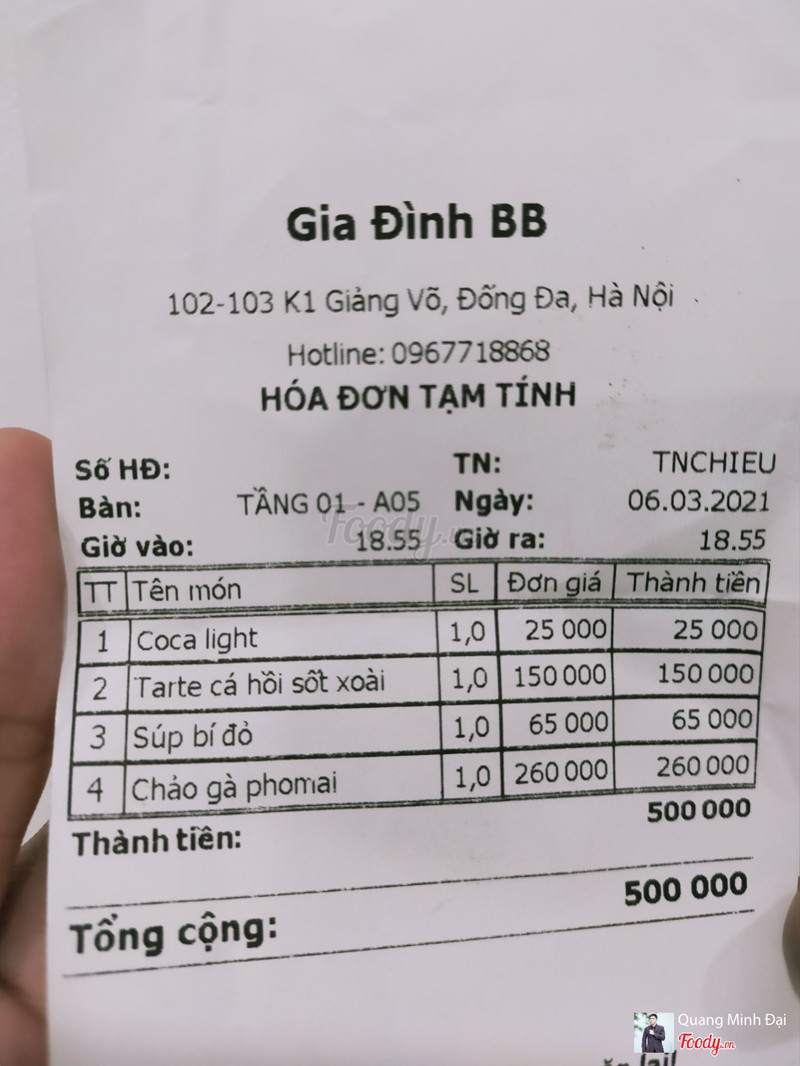 Gia Đình BB
102-103 K1 Giảng Võ, Đống Đa, Hà Nội
Hotline: 0967718868
HÓA ĐƠN TẠM TÍNH
Số HĐ: TN: TNCHIEU
Bàn: TẦNG 01 - A05 Ngày: 06.03.2021
Giờ vào: 18.55 Giờ ra: 18.55
TT Tên món SL Đơn giá Thành tiền
1 Coca light 1,0 25 000 25 000
2 Tarte cá hồi sốt xoài 1,0 150 000 150 000
3 Súp bí đỏ 1,0 65 000 65 000
4 Chảo gà phomai 1,0 260 000 260 000
Thành tiền: 500 000
Tổng cộng: 500 000
Foody.vn
Quang Minh Đại
Foody.vn
lại!